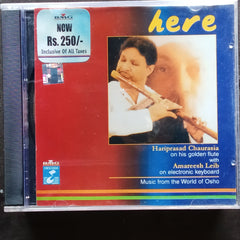 BMG
NOW
Rs. 250/-
Inclusive Of All Taxes
here
Hariprasad Chaurasia
on his golden flute
with
Amareesh Leib
on electronic keyboard
Music from the World of Osho